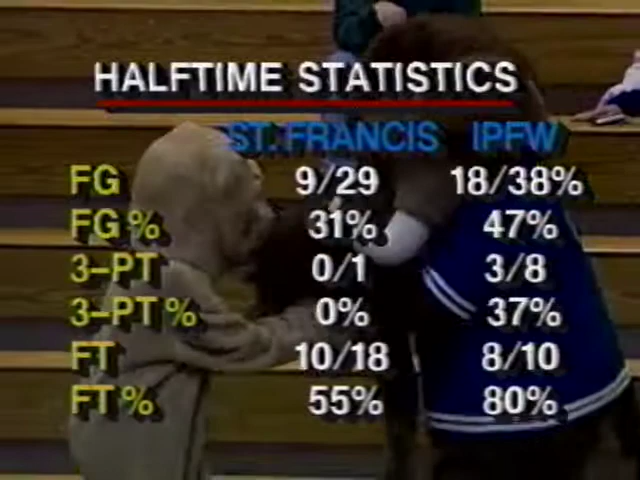 HALFTIME STATISTICS
ST. FRANCIS IPFW
FG 9/29 18/38%
FG% 31% 47%
3-PT 0/1 3/8
3-PT% 0% 37%
FT 10/18 8/10
FT% 55% 80%